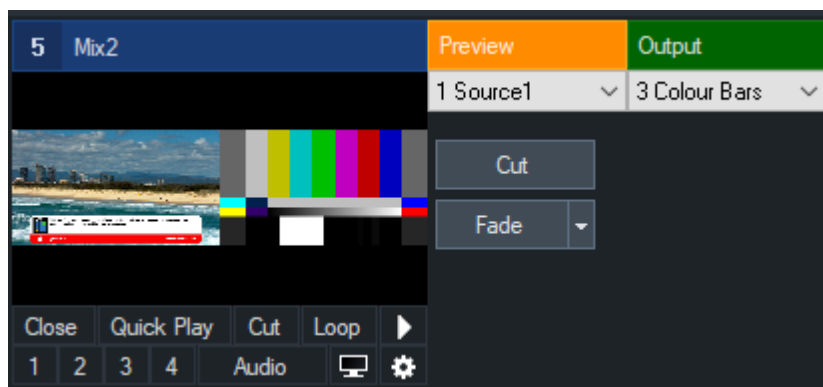 5 Mix2 Preview Output
1 Source1 3 Colour Bars
Cut
Fade
Close Quick Play Cut Loop
1 2 3 4 Audio